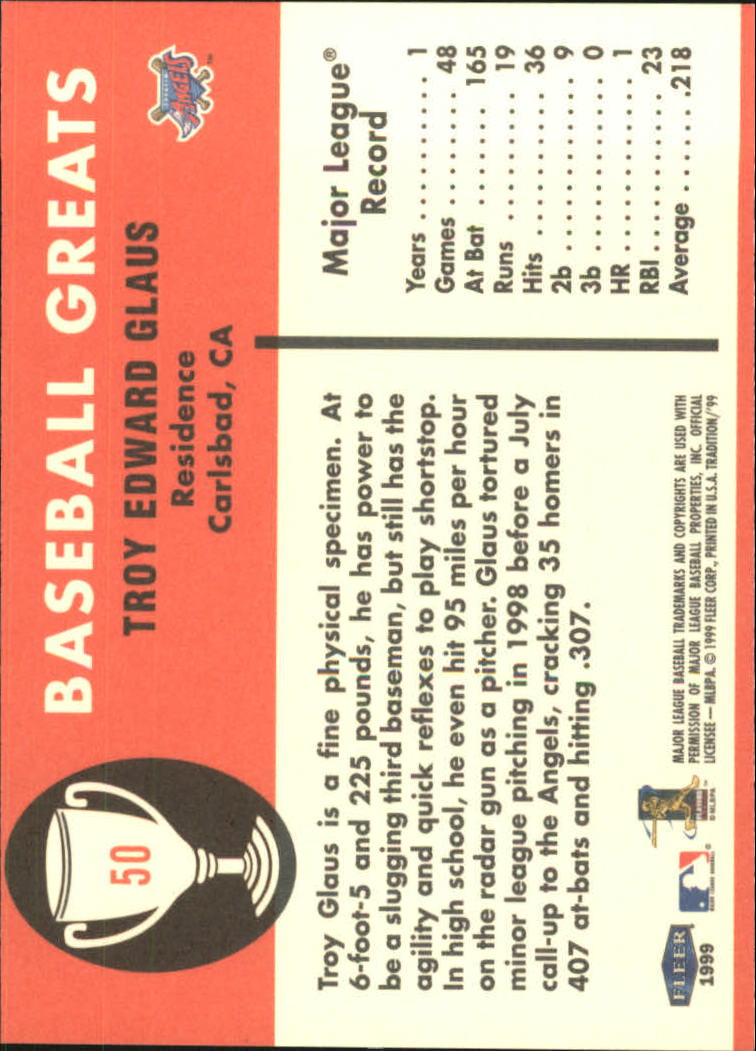 50
BASEBALL GREATS
TROY EDWARD GLAUS
Residence
Carlsbad, CA
ANGELS
TM
Troy Glaus is a fine physical specimen. At
6-foot-5 and 225 pounds, he has power to
be a slugging third baseman, but still has the
agility and quick reflexes to play shortstop.
In high school, he even hit 95 miles per hour
on the radar gun as a pitcher. Glaus tortured
minor league pitching in 1998 before a July
call-up to the Angels, cracking 35 homers in
407 at-bats and hitting .307.
Major League®
Record
Years . . . . . . . . . . 1
Games . . . . . . . 48
At Bat . . . . . . . 165
Runs . . . . . . . . . 19
Hits . . . . . . . . . . 36
2b . . . . . . . . . . . . 9
3b . . . . . . . . . . . . 0
HR . . . . . . . . . . . . 1
RBI . . . . . . . . . . 23
Average . . . . . . .218
FLEER
1999
© MLBPA
MAJOR LEAGUE BASEBALL TRADEMARKS AND COPYRIGHTS ARE USED WITH
PERMISSION OF MAJOR LEAGUE BASEBALL PROPERTIES, INC. OFFICIAL
LICENSEE — MLBPA. © 1999 FLEER CORP., PRINTED IN U.S.A. TRADITION/'99